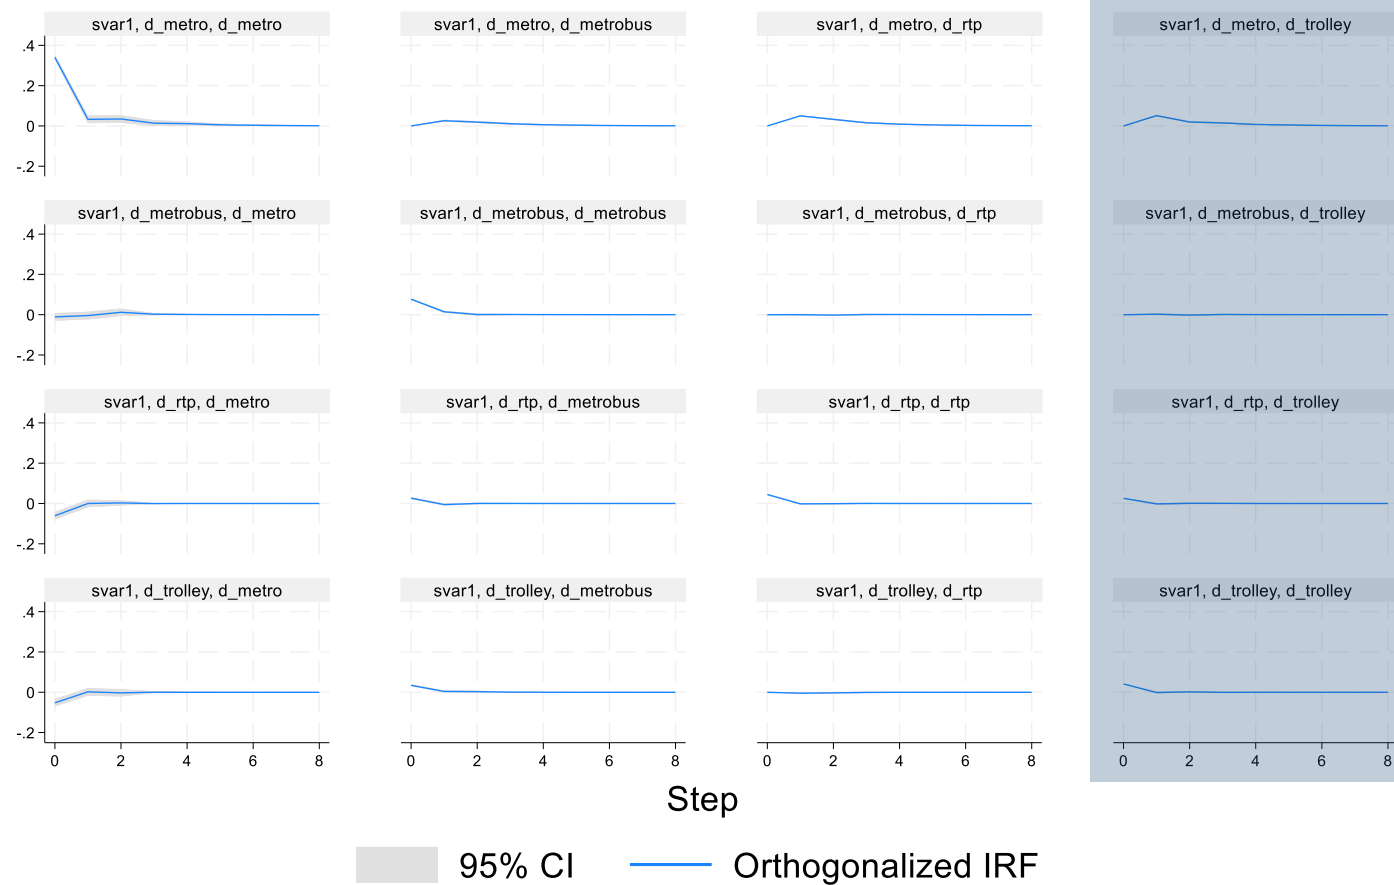 svar1, d_metro, d_metro
svar1, d_metro, d_metrobus
svar1, d_metro, d_rtp
svar1, d_metro, d_trolley
.4
.2
0
-.2
svar1, d_metrobus, d_metro
svar1, d_metrobus, d_metrobus
svar1, d_metrobus, d_rtp
svar1, d_metrobus, d_trolley
.4
.2
0
-.2
svar1, d_rtp, d_metro
svar1, d_rtp, d_metrobus
svar1, d_rtp, d_rtp
svar1, d_rtp, d_trolley
.4
.2
0
-.2
svar1, d_trolley, d_metro
svar1, d_trolley, d_metrobus
svar1, d_trolley, d_rtp
svar1, d_trolley, d_trolley
.4
.2
0
-.2
0 2 4 6 8
0 2 4 6 8
0 2 4 6 8
0 2 4 6 8
Step
95% CI
Orthogonalized IRF